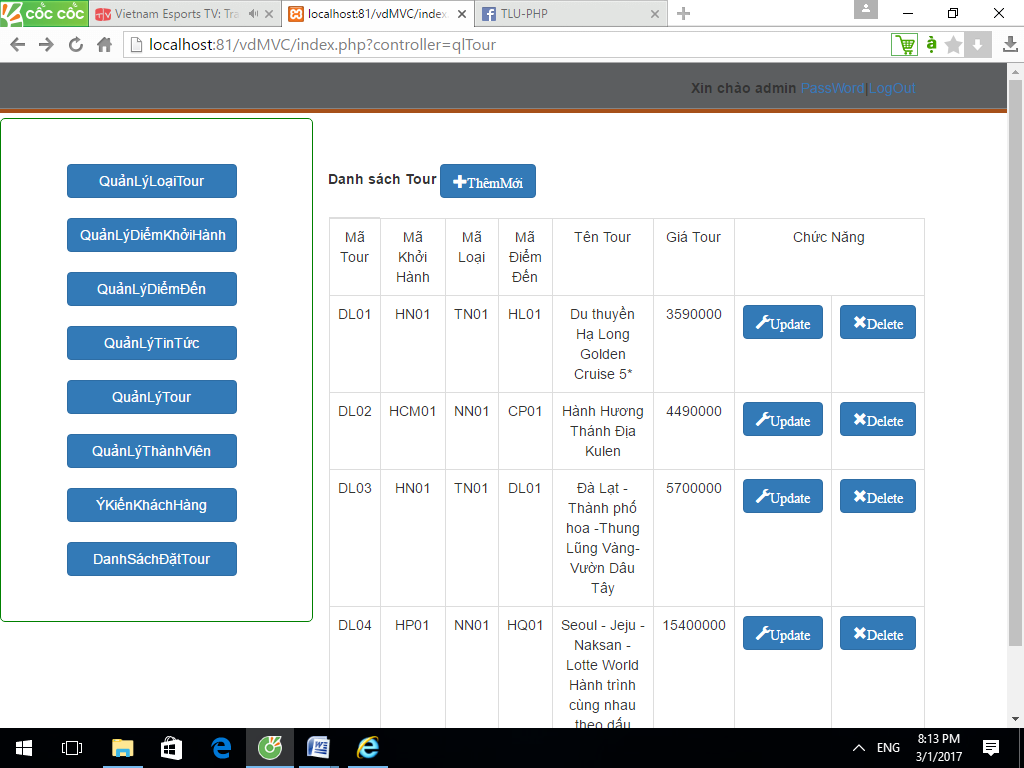 cốc cốc
Vietnam Esports TV: Tra
localhost:81/vdMVC/index.
TLU-PHP
localhost:81/vdMVC/index.php?controller=qlTour
Xin chào admin PassWord|LogOut
QuảnLýLoạiTour
QuảnLýDiểmKhởiHành
QuảnLýDiểmĐến
QuảnLýTinTức
QuảnLýTour
QuảnLýThànhViên
ÝKiếnKháchHàng
DanhSáchĐặtTour
Danh sách Tour ThêmMới
Mã Tour
Mã Khởi Hành
Mã Loại
Mã Điểm Đến
Tên Tour
Giá Tour
Chức Năng
DL01 HN01 TN01 HL01 Du thuyền 3590000 Update Delete
Hạ Long
Golden
Cruise 5*
DL02 HCM01 NN01 CP01 Hành Hương 4490000 Update Delete
Thánh Địa
Kulen
DL03 HN01 TN01 DL01 Đà Lạt - 5700000 Update Delete
Thành phố
hoa -Thung
Lũng Vàng-
Vườn Dâu
Tây
DL04 HP01 NN01 HQ01 Seoul - Jeju - 15400000 Update Delete
Naksan -
Lotte World
Hành trình
cùng nhau
theo dấu
ENG
8:13 PM
3/1/2017